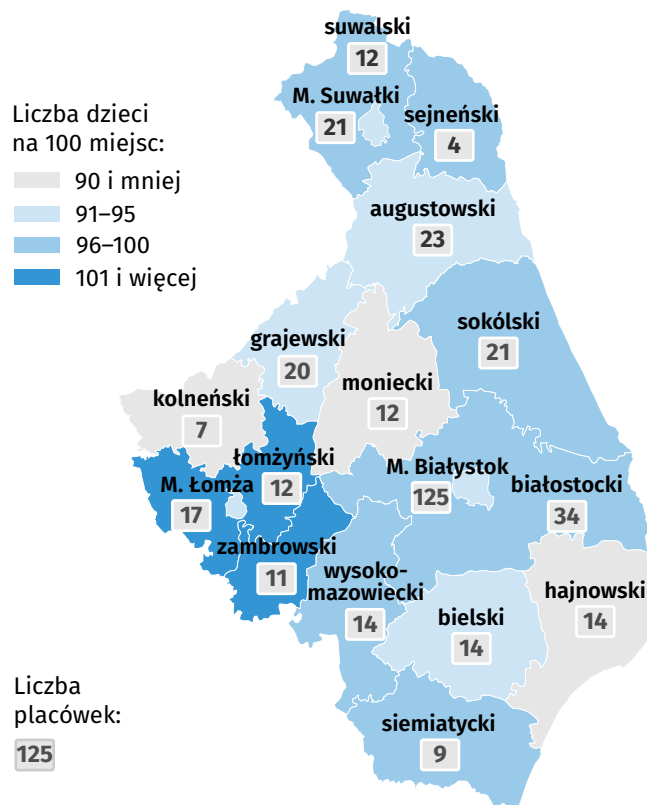 suwalski
12
M. Suwałki
21
sejneński
4
Liczba dzieci
na 100 miejsc:
90 i mniej
91–95
96–100
101 i więcej
augustowski
23
sokólski
21
grajewski
20
moniecki
12
kolneński
7
łomżyński
12
M. Łomża
17
M. Białystok
125
białostocki
34
zambrowski
11
wysoko-
mazowiecki
14
bielski
14
hajnowski
14
siemiatycki
9
Liczba
placówek:
125